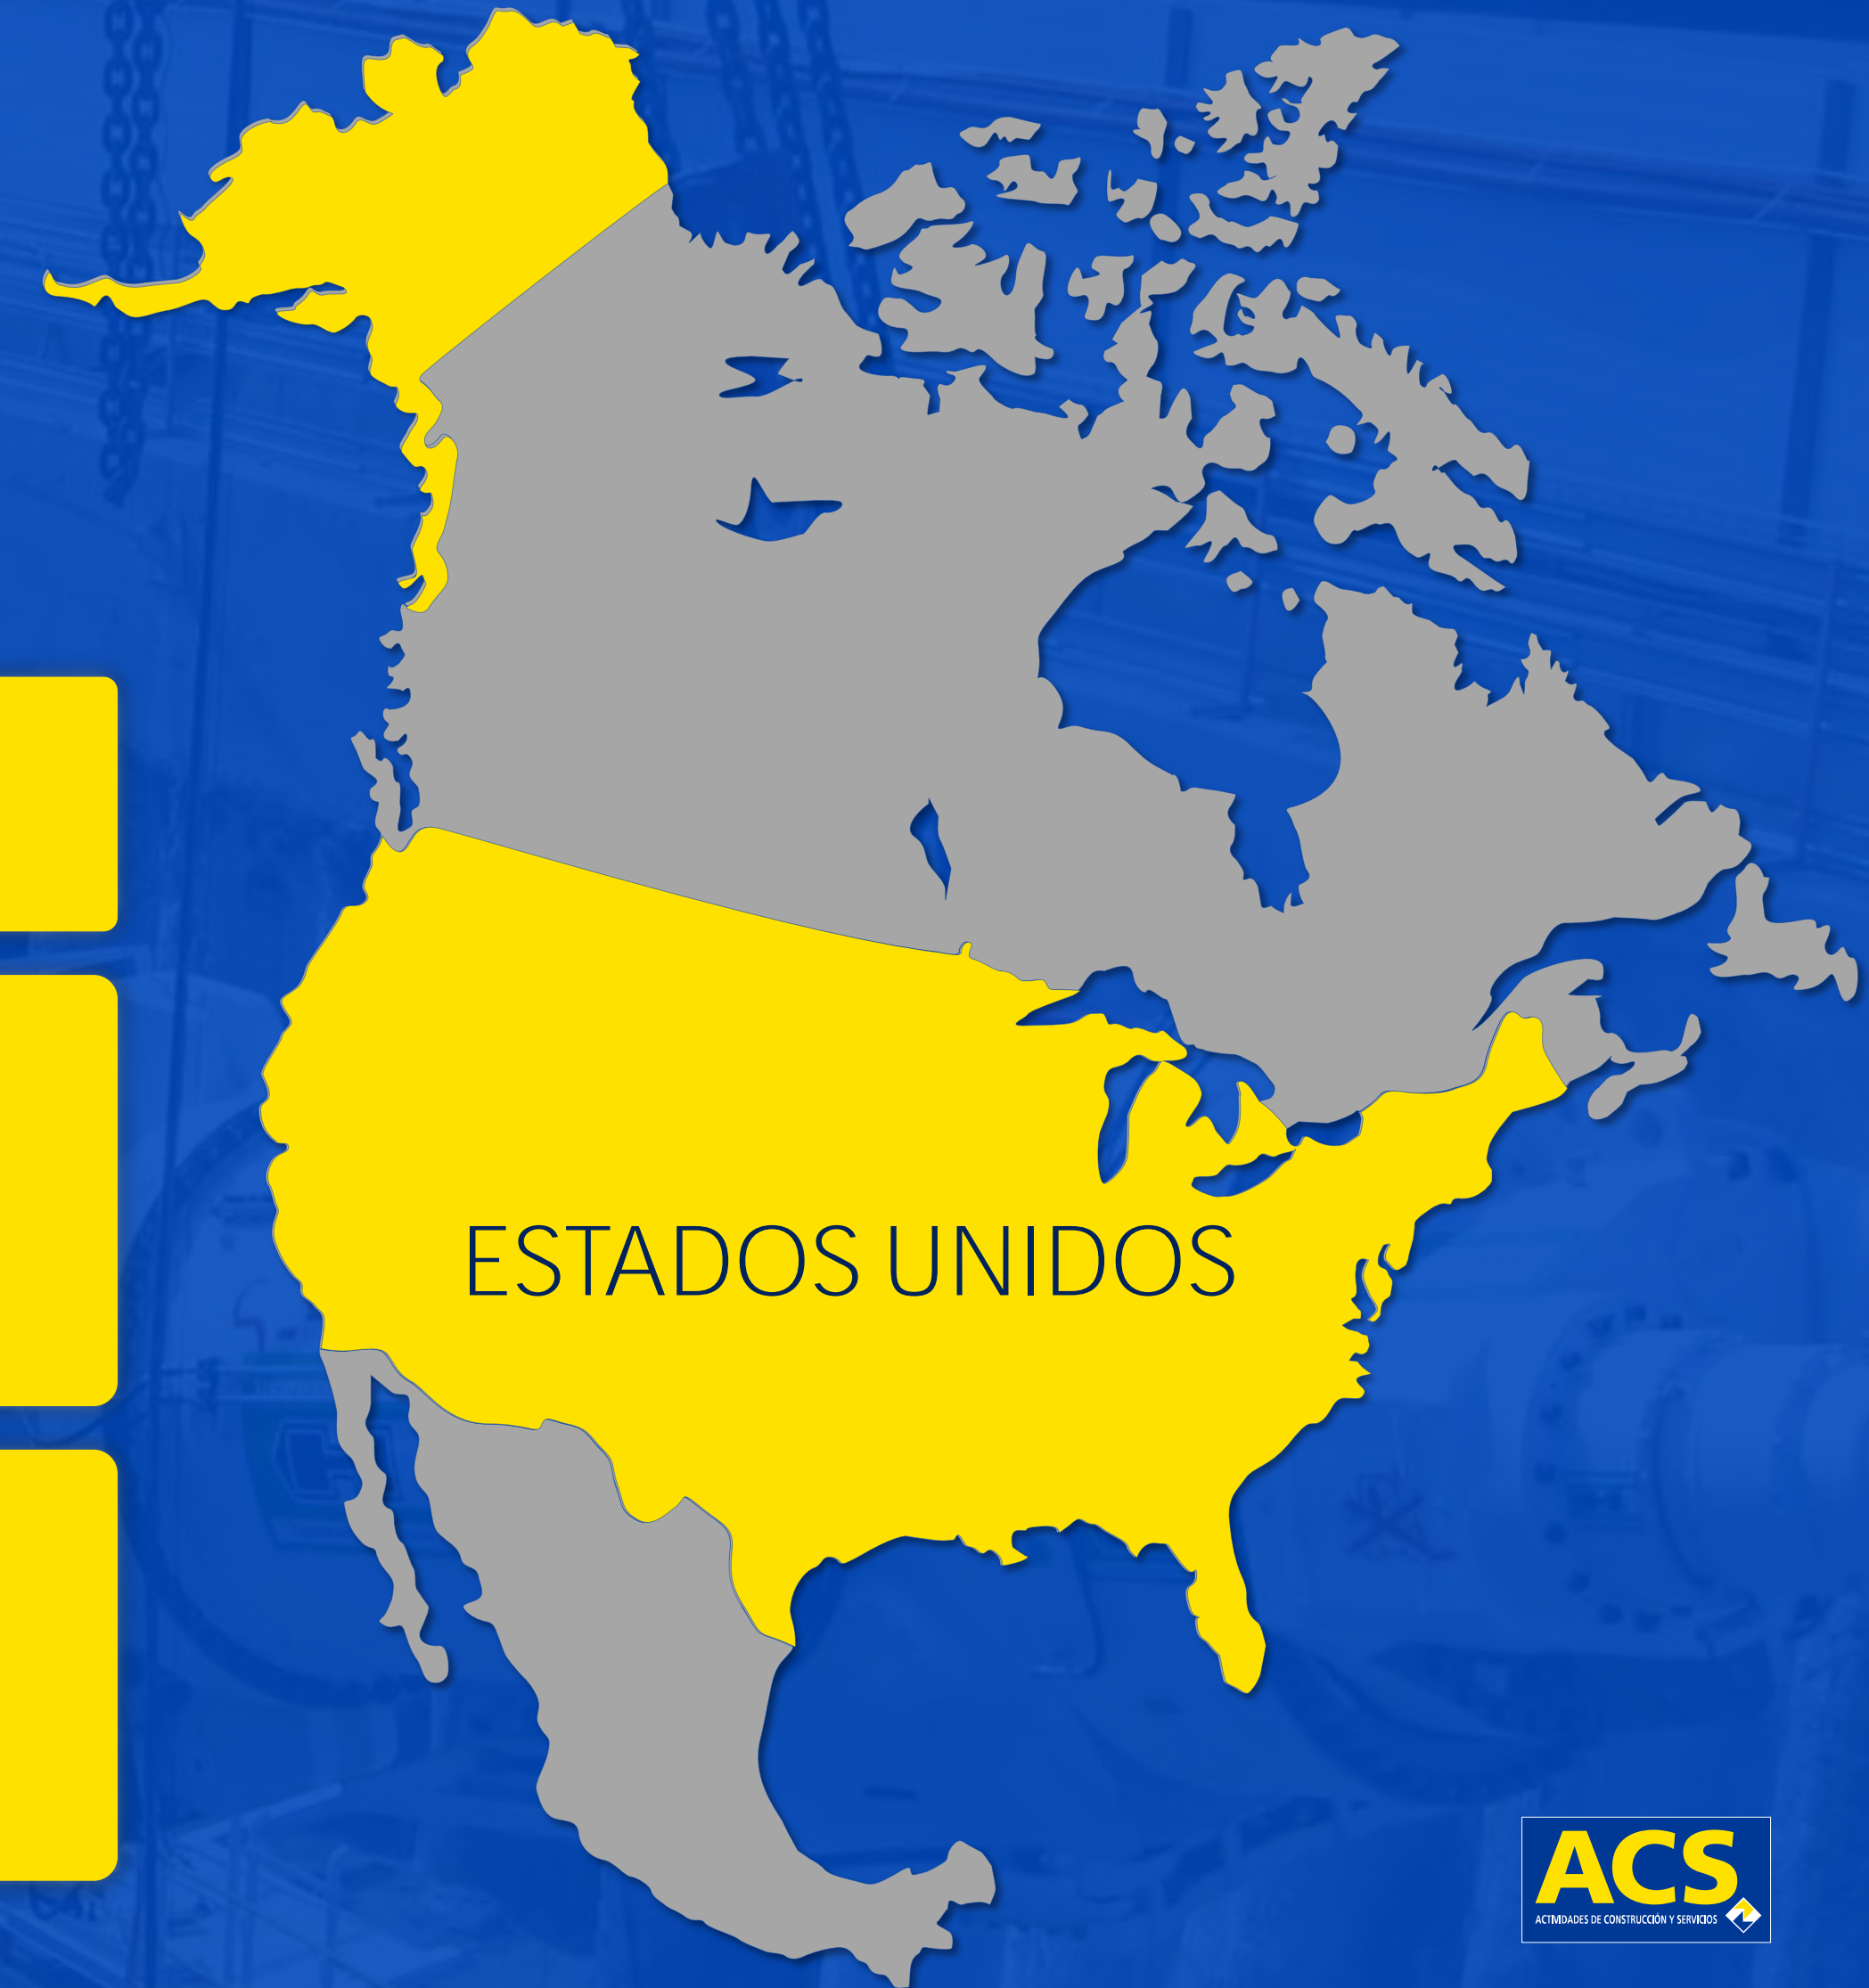 ESTADOS UNIDOS
ACS
ACTIVIDADES DE CONSTRUCCIÓN Y SERVICIOS